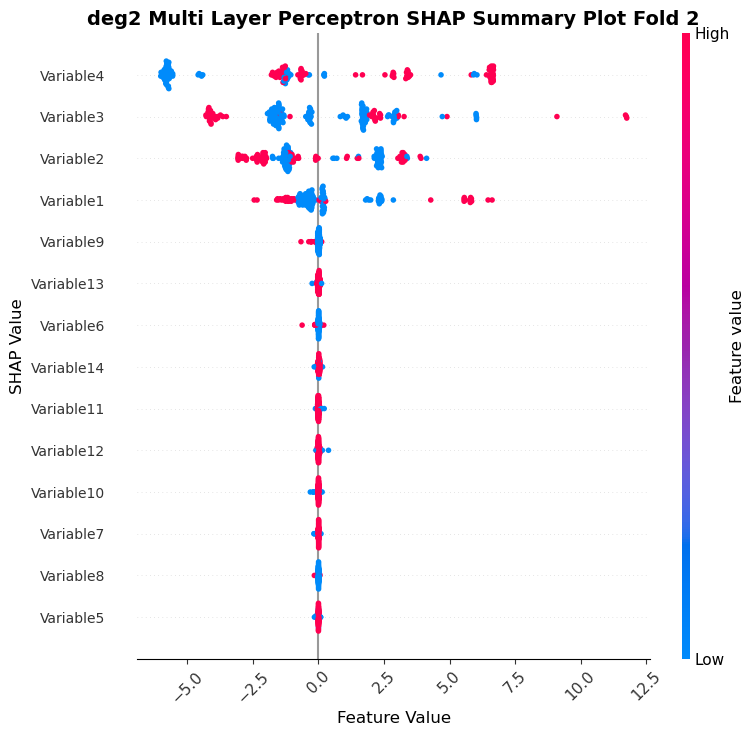 deg2 Multi Layer Perceptron SHAP Summary Plot Fold 2
High
Variable4
Variable3
Variable2
Variable1
Variable9
Variable13
Variable6
Variable14
Variable11
Variable12
Variable10
Variable7
Variable8
Variable5
SHAP Value
Feature value
Low
−5.0 −2.5 0.0 2.5 5.0 7.5 10.0 12.5
Feature Value